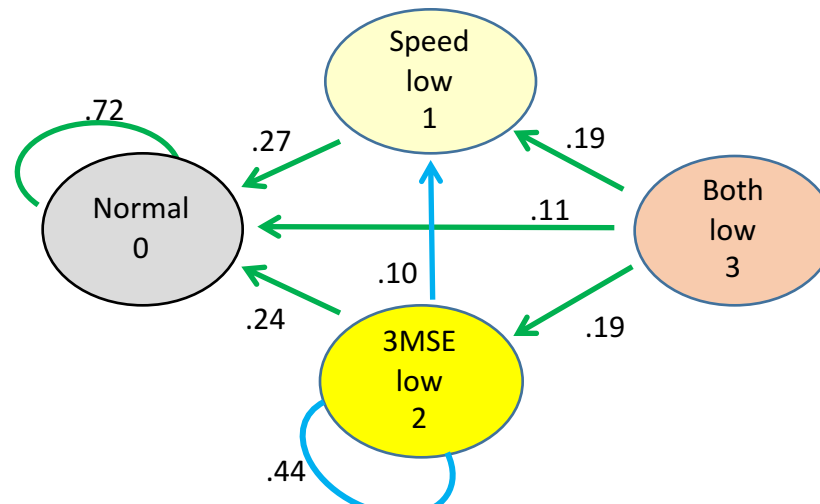 Speed
low
1
.72
.27
.19
Normal
0
.11
Both
low
3
.10
.24
.19
3MSE
low
2
.44